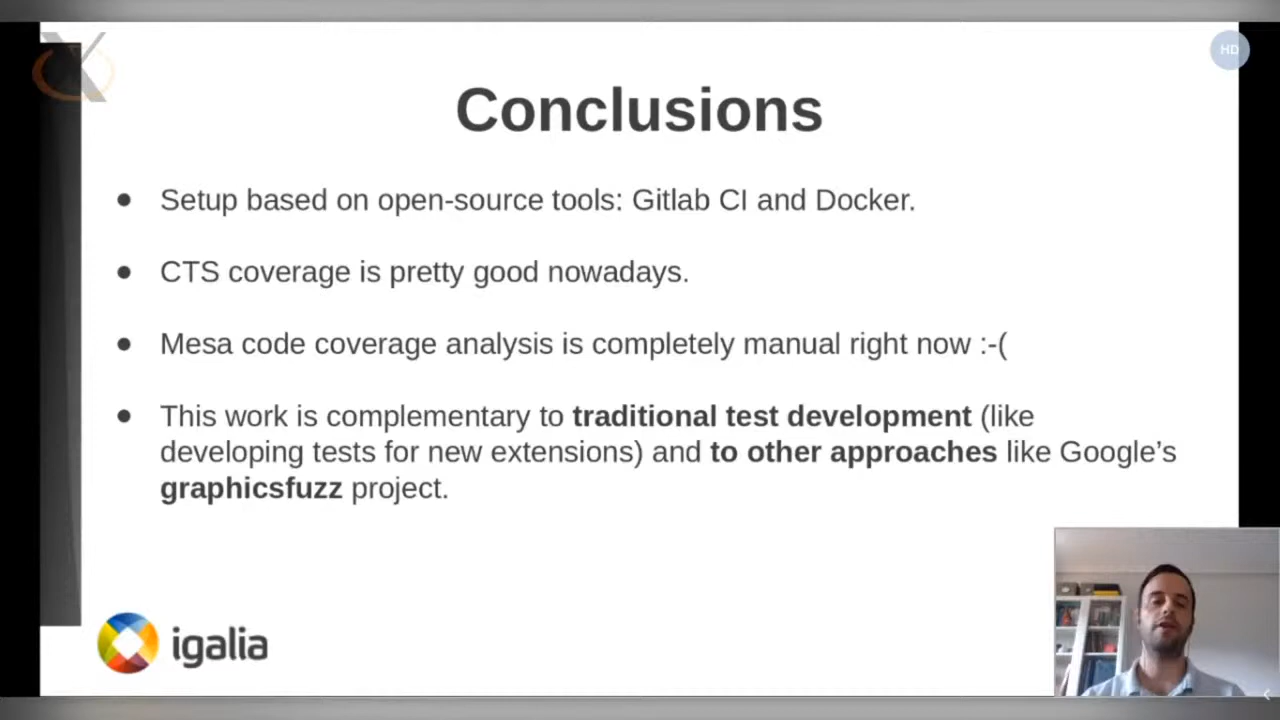 HD
Conclusions
● Setup based on open-source tools: Gitlab CI and Docker.
● CTS coverage is pretty good nowadays.
● Mesa code coverage analysis is completely manual right now :-(
● This work is complementary to traditional test development (like
developing tests for new extensions) and to other approaches like Google’s
graphicsfuzz project.
igalia